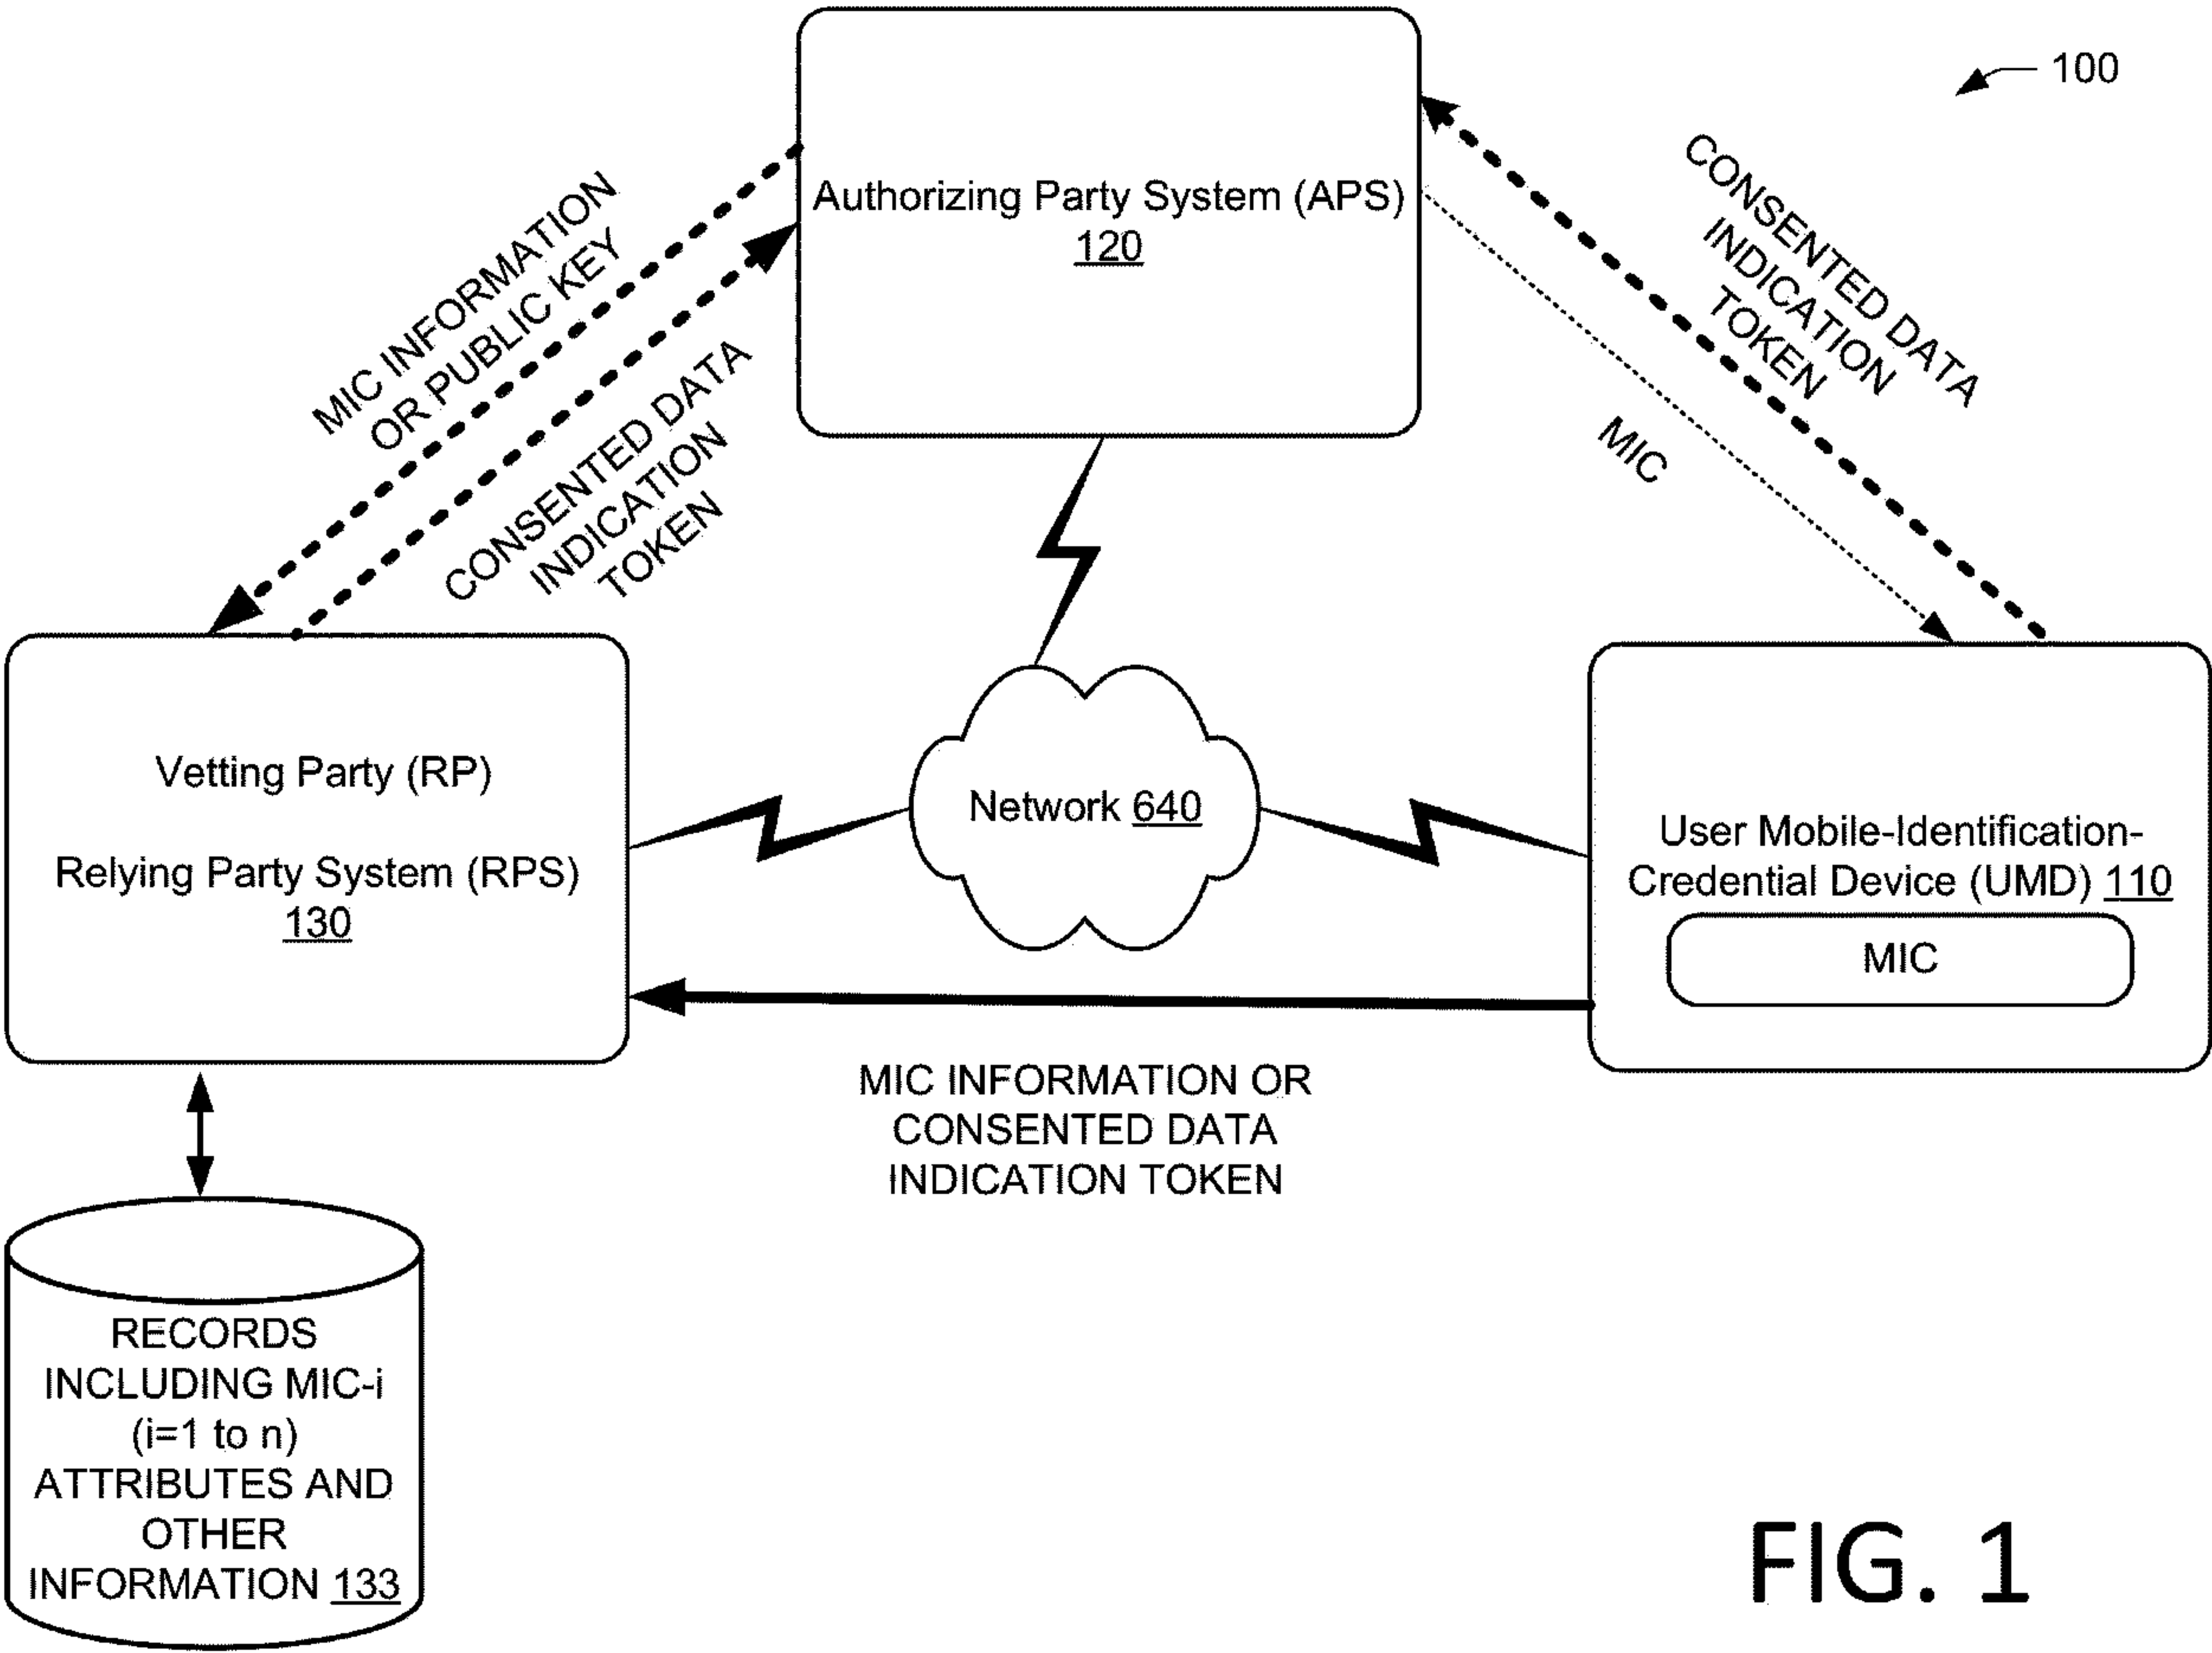 100
Authorizing Party System (APS)
120
MIC INFORMATION
OR PUBLIC KEY
CONSENTED DATA
INDICATION
TOKEN
CONSENTED DATA
INDICATION
TOKEN
MIC
Vetting Party (RP)
Relying Party System (RPS)
130
Network 640
User Mobile-Identification-
Credential Device (UMD) 110
MIC
MIC INFORMATION OR
CONSENTED DATA
INDICATION TOKEN
RECORDS
INCLUDING MIC-i
(i=1 to n)
ATTRIBUTES AND
OTHER
INFORMATION 133
FIG. 1